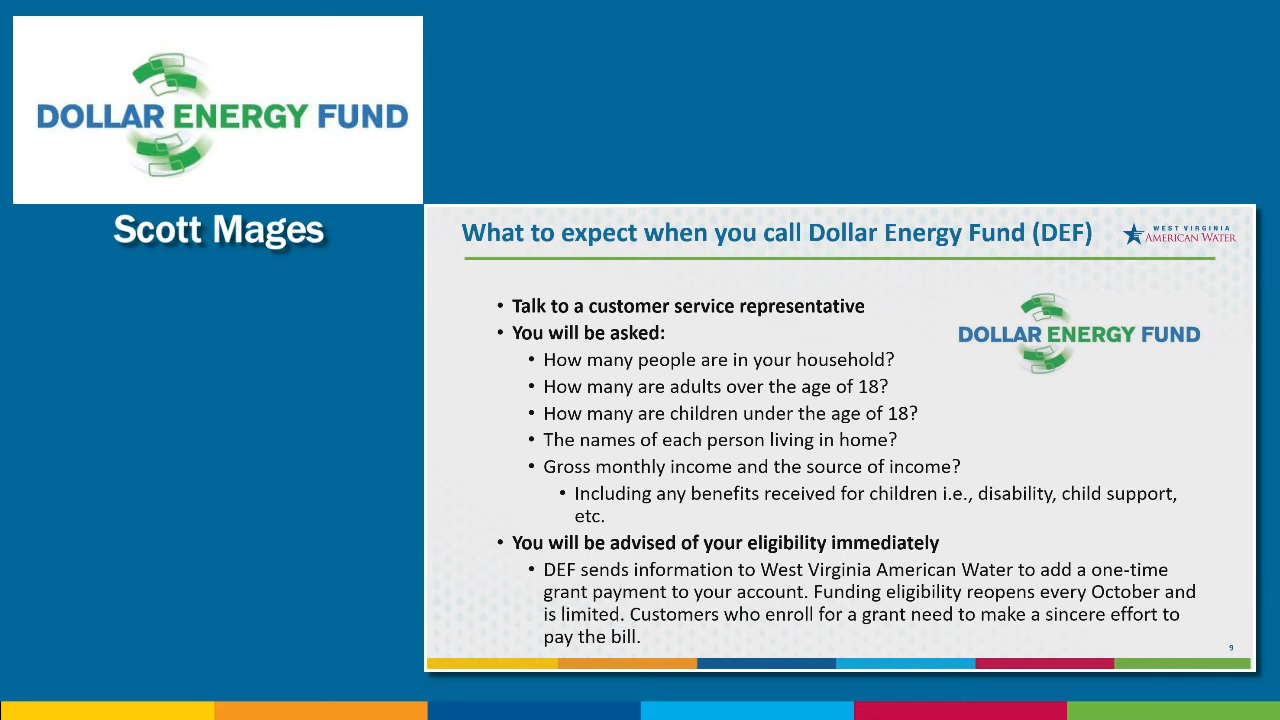 DOLLAR ENERGY FUND
Scott Mages
What to expect when you call Dollar Energy Fund (DEF)
WEST VIRGINIA
AMERICAN WATER
• Talk to a customer service representative
• You will be asked:
DOLLAR ENERGY FUND
• How many people are in your household?
• How many are adults over the age of 18?
• How many are children under the age of 18?
• The names of each person living in home?
• Gross monthly income and the source of income?
• Including any benefits received for children i.e., disability, child support,
etc.
• You will be advised of your eligibility immediately
• DEF sends information to West Virginia American Water to add a one-time
grant payment to your account. Funding eligibility reopens every October and
is limited. Customers who enroll for a grant need to make a sincere effort to
pay the bill.
9